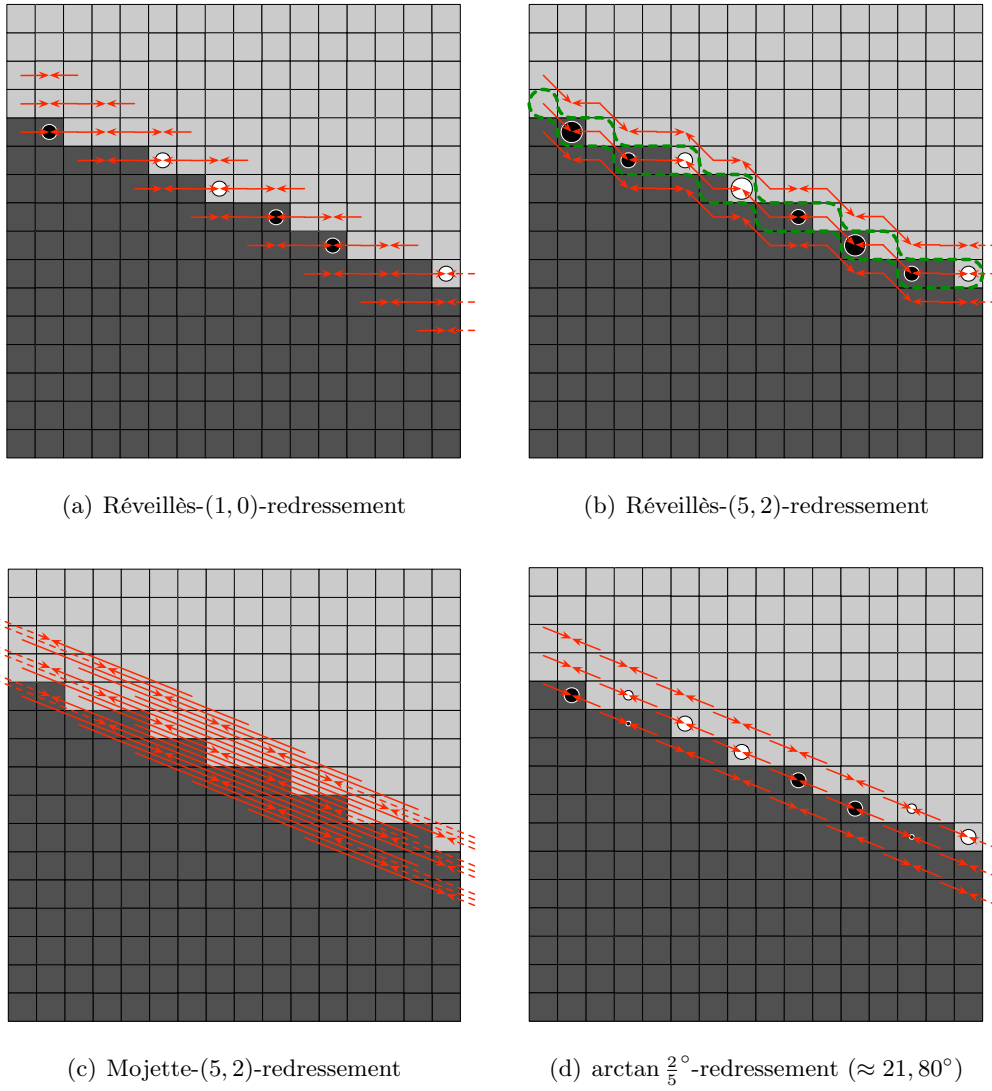 (a) Réveillès-(1, 0)-redressement
(b) Réveillès-(5, 2)-redressement
(c) Mojette-(5, 2)-redressement
(d) arctan 2/5°-redressement (≈ 21, 80°)